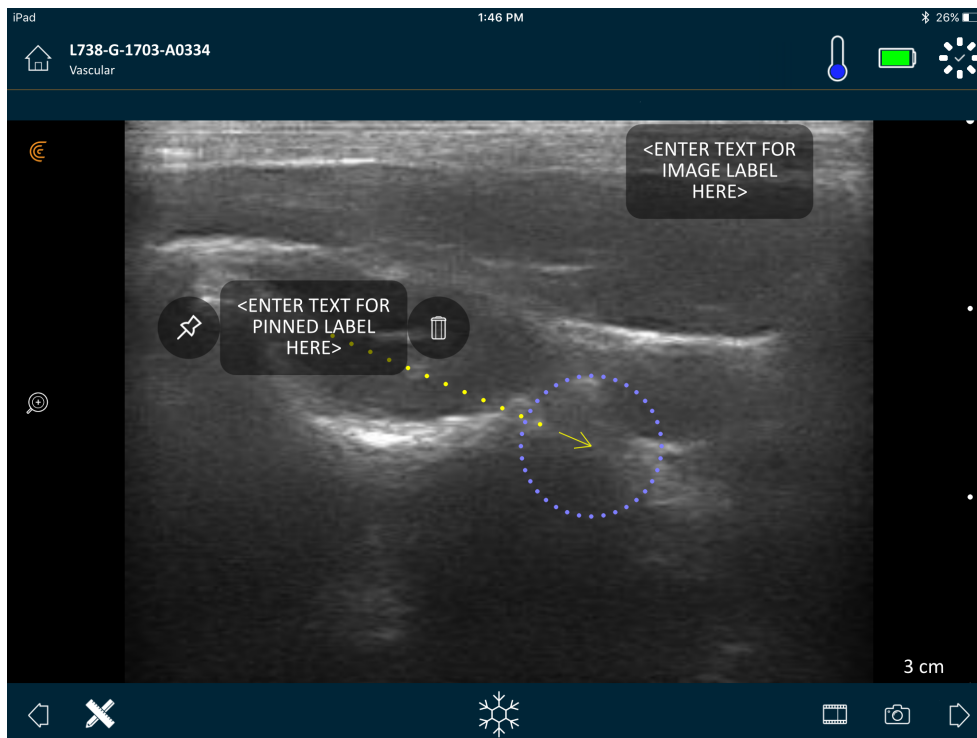 iPad
1:46 PM
26%
L738-G-1703-A0334
Vascular
<ENTER TEXT FOR
IMAGE LABEL
HERE>
<ENTER TEXT FOR
PINNED LABEL
HERE>
3 cm